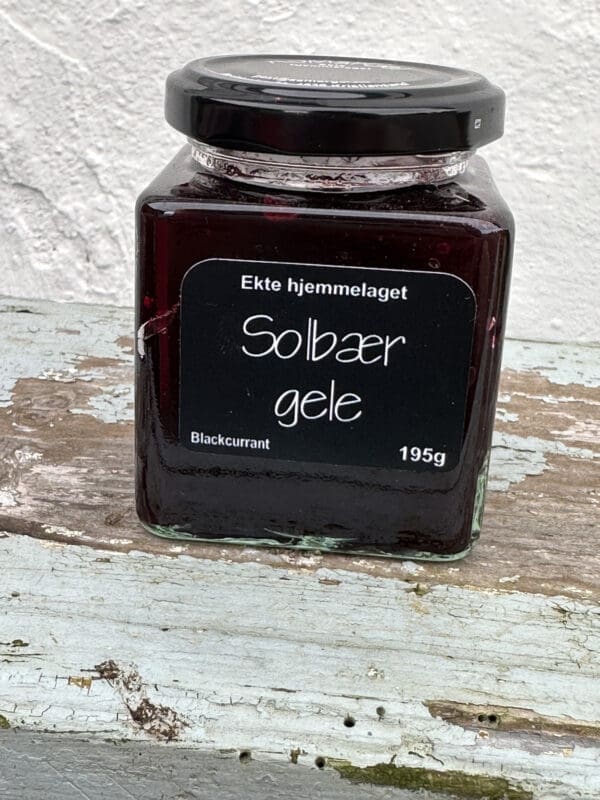 Ekte hjemmelaget
Solbær
gele
Blackcurrant
195g